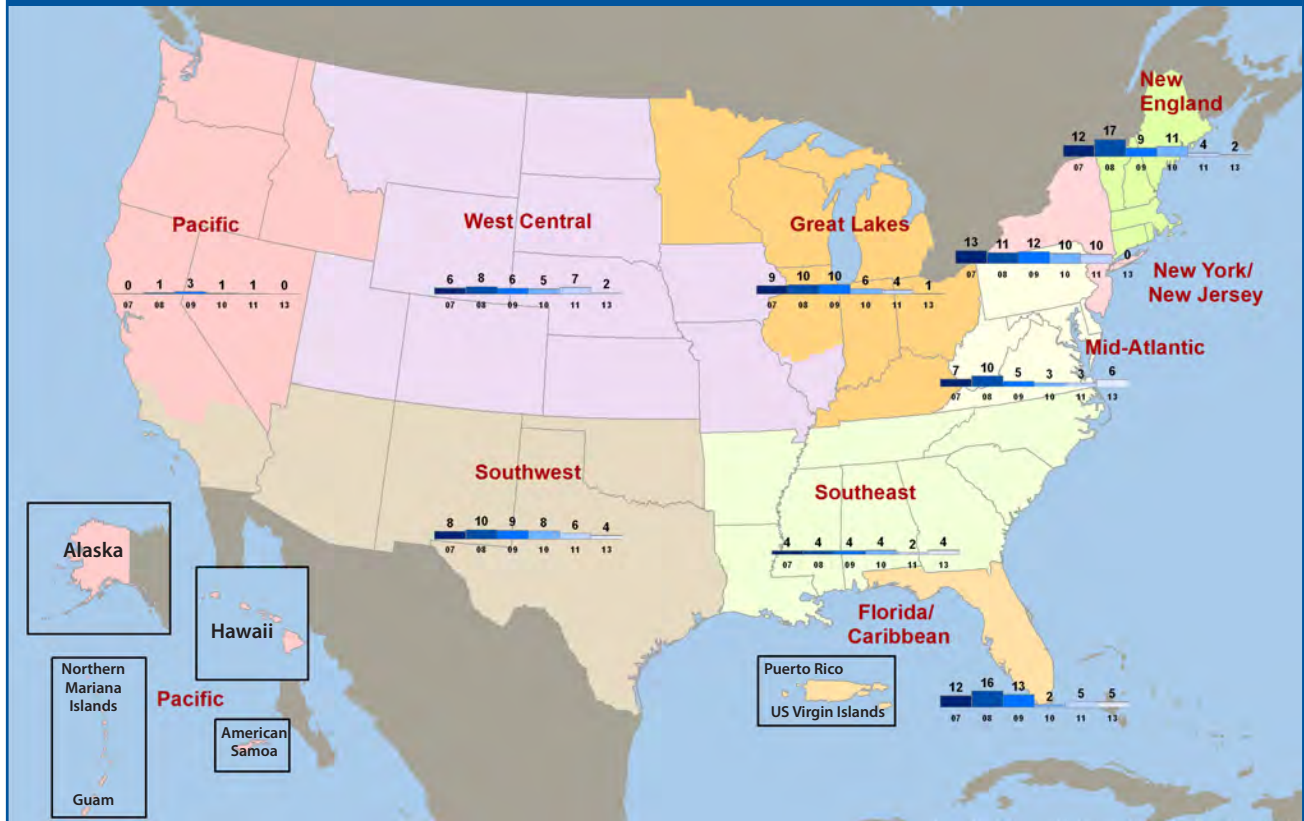 New
England
12 17 9 11 4 2
07 08 09 10 11 13
Pacific
0 1 3 1 1 0
07 08 09 10 11 13
West Central
6 8 6 5 7 2
07 08 09 10 11 13
Great Lakes
9 10 10 6 4 1
07 08 09 10 11 13
13 11 12 10 10 0
07 08 09 10 11 13
New York/
New Jersey
Mid-Atlantic
7 10 5 3 3 6
07 08 09 10 11 13
Southwest
8 10 9 8 6 4
07 08 09 10 11 13
Southeast
4 4 4 4 2 4
07 08 09 10 11 13
Florida/
Caribbean
12 16 13 2 5 5
07 08 09 10 11 13
Alaska
Hawaii
Northern
Mariana
Islands
Guam
Pacific
American
Samoa
Puerto Rico
US Virgin Islands